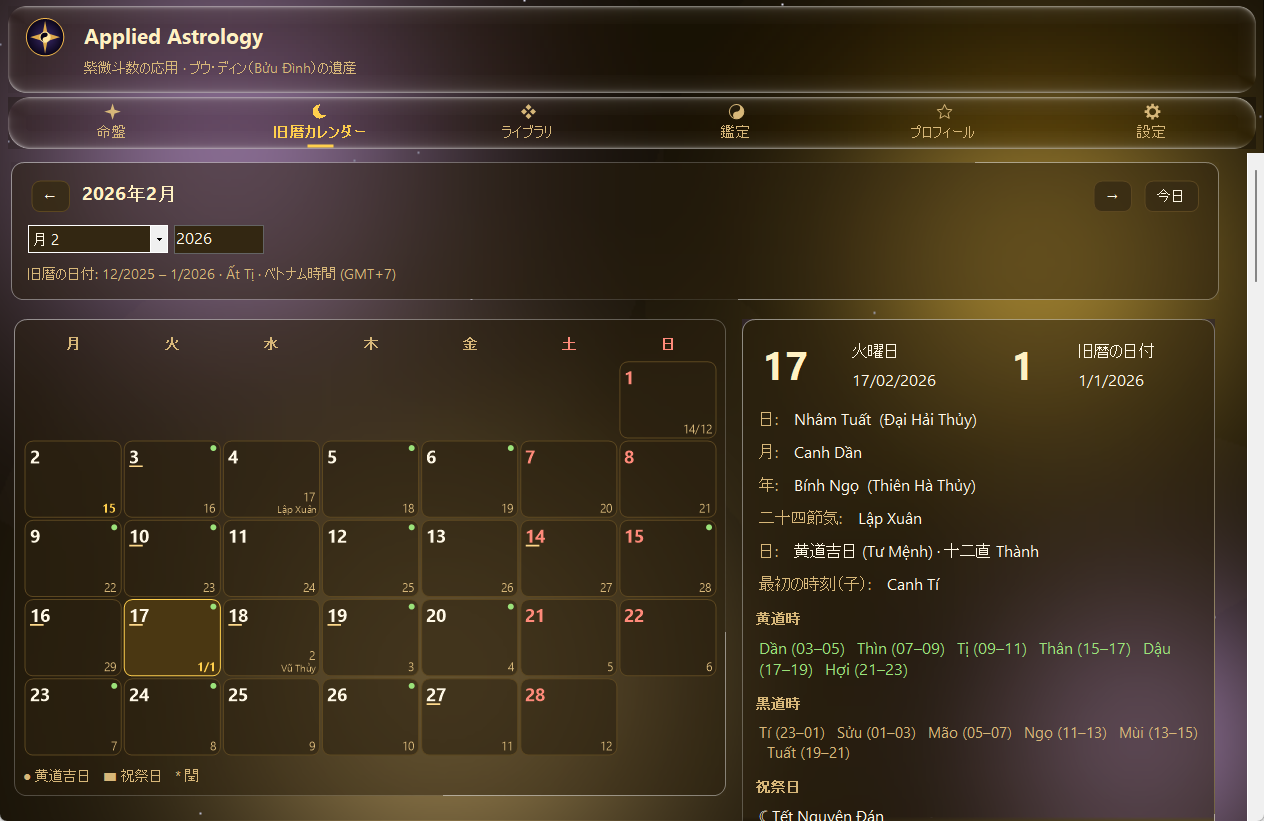 Applied Astrology
紫微斗数の応用 · ブウ・ディン(Bửu Đình)の遺産
命盤
旧暦カレンダー
ライブラリ
鑑定
プロフィール
設定
← 2026年2月
→ 今日
月 2 2026
旧暦の日付: 12/2025 – 1/2026 · Ất Tị · ベトナム時間 (GMT+7)
月 火 水 木 金 土 日
1
14/12
2 3 4 5 6 7 8
15 16 17 18 19 20 21
Lập Xuân
9 10 11 12 13 14 15
22 23 24 25 26 27 28
16 17 18 19 20 21 22
29 1/1 2 3 4 5 6
Vũ Thủy
23 24 25 26 27 28
7 8 9 10 11 12
● 黄道吉日 祝祭日 * 閏
17 火曜日 1 旧暦の日付
17/02/2026 1/1/2026
日: Nhâm Tuất (Đại Hải Thủy)
月: Canh Dần
年: Bính Ngọ (Thiên Hà Thủy)
二十四節気: Lập Xuân
日: 黄道吉日 (Tư Mệnh) · 十二直 Thành
最初の時刻(子): Canh Tí
黄道時
Dần (03–05) Thìn (07–09) Tị (09–11) Thân (15–17) Dậu
(17–19) Hợi (21–23)
黒道時
Tí (23–01) Sửu (01–03) Mão (05–07) Ngọ (11–13) Mùi (13–15)
Tuất (19–21)
祝祭日
☾ Tết Nguyên Đán